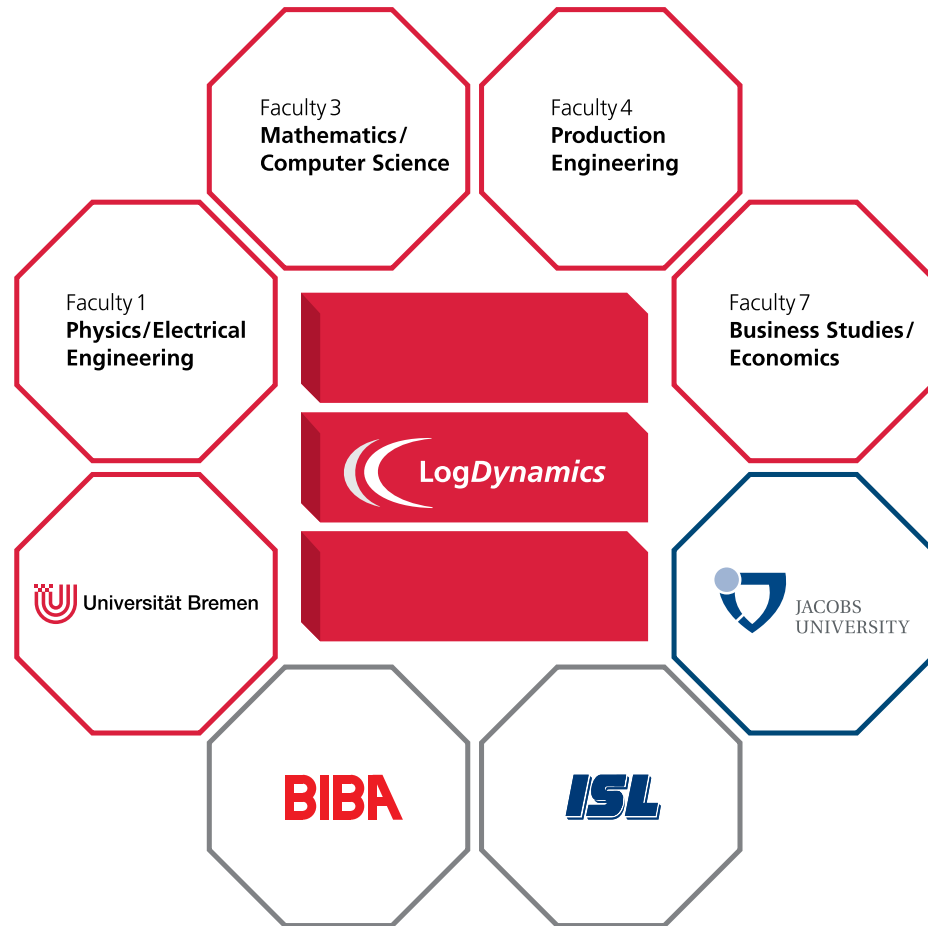 Faculty 3
Mathematics/
Computer Science
Faculty 4
Production
Engineering
Faculty 1
Physics/Electrical
Engineering
Faculty 7
Business Studies/
Economics
LogDynamics
Universität Bremen
JACOBS
UNIVERSITY
BIBA
ISL